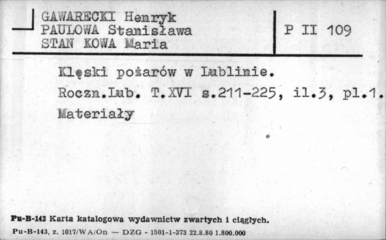 GAWARECKI Henryk
PAULOWA Stanisława
STAN KOWA Maria
P II 109
Klęski pożarów w Lublinie.
Roczn.Lub. T.XVI s.211-225, il.3, pl.1.
Materiały
Pu-B-143 Karta katalogowa wydawnictw zwartych i ciągłych.
Pu-B-143, z. 1017/WA/On — DZG - 1501-1-373 22.8.80 1.800.000